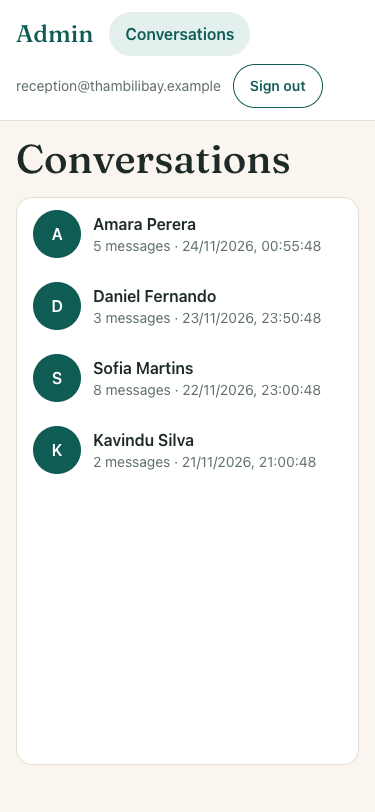 Admin Conversations
reception@thambilibay.example Sign out
Conversations
A
Amara Perera
5 messages · 24/11/2026, 00:55:48
D
Daniel Fernando
3 messages · 23/11/2026, 23:50:48
S
Sofia Martins
8 messages · 22/11/2026, 23:00:48
K
Kavindu Silva
2 messages · 21/11/2026, 21:00:48